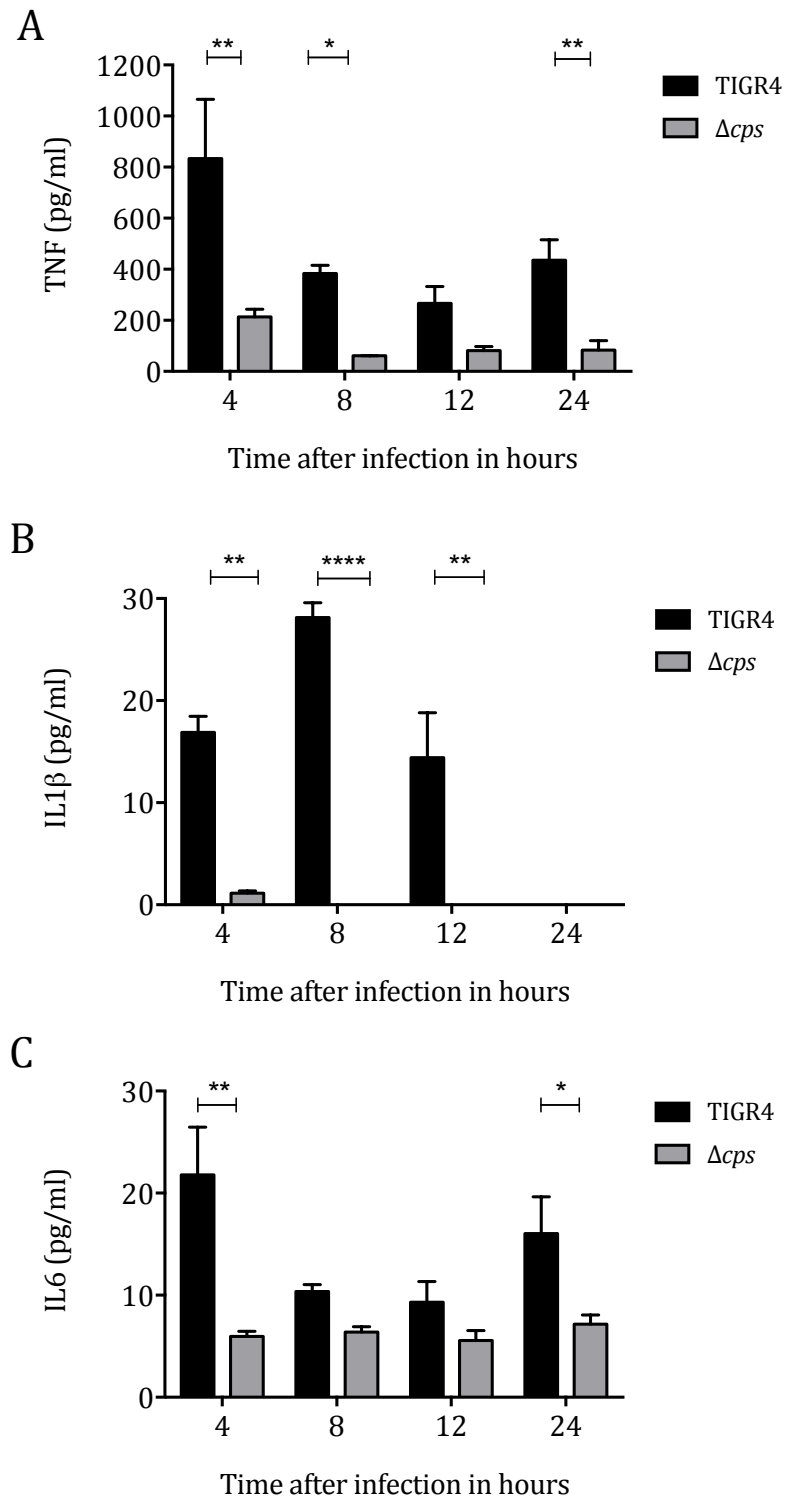 A
** * **
1200
1000
800
600
400
200
0
TNF (pg/ml)
4 8 12 24
Time after infection in hours
TIGR4
Δcps
B
** **** **
30
20
10
0
IL1β (pg/ml)
4 8 12 24
Time after infection in hours
TIGR4
Δcps
C
** *
30
20
10
0
IL6 (pg/ml)
4 8 12 24
Time after infection in hours
TIGR4
Δcps